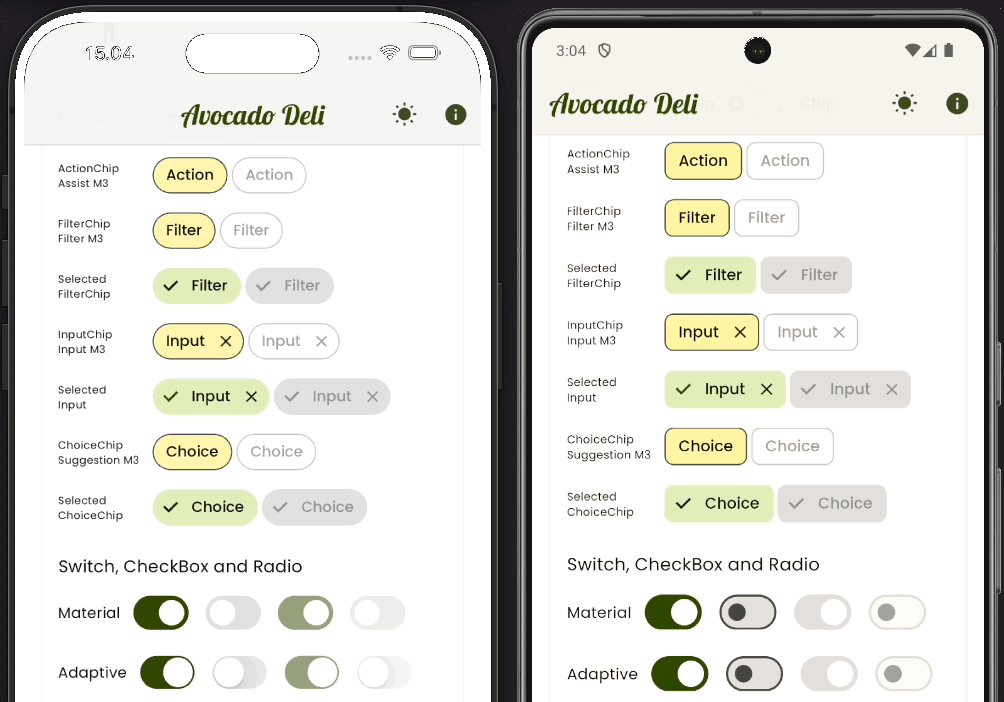 15.04
Avocado Deli
ActionChip
Assist M3
Action
Action
FilterChip
Filter M3
Filter
Filter
Selected
FilterChip
Filter
Filter
InputChip
Input M3
Input
Input
Selected
Input
Input
Input
ChoiceChip
Suggestion M3
Choice
Choice
Selected
ChoiceChip
Choice
Choice
Switch, CheckBox and Radio
Material
Adaptive
3:04
Avocado Deli
Chip
ActionChip
Assist M3
Action
Action
FilterChip
Filter M3
Filter
Filter
Selected
FilterChip
Filter
Filter
InputChip
Input M3
Input
Input
Selected
Input
Input
Input
ChoiceChip
Suggestion M3
Choice
Choice
Selected
ChoiceChip
Choice
Choice
Switch, CheckBox and Radio
Material
Adaptive